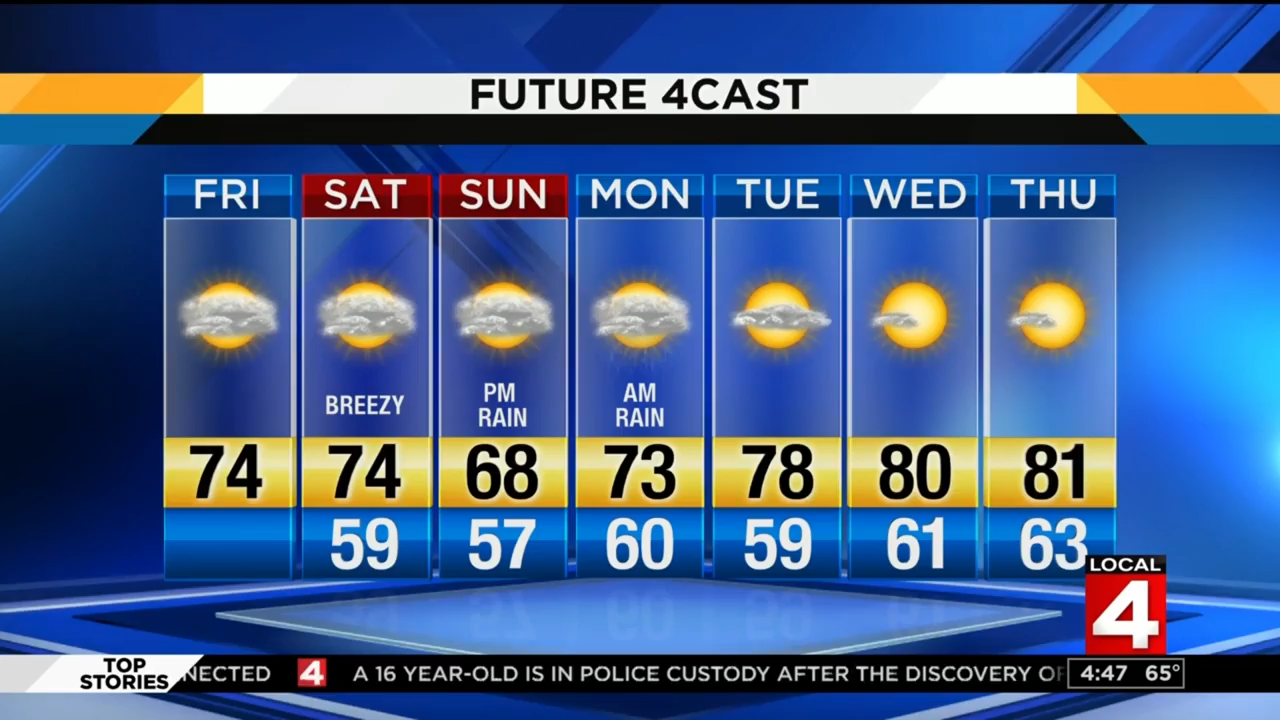 FUTURE 4CAST
FRI SAT SUN MON TUE WED THU
BREEZY
PM
RAIN
AM
RAIN
74 74 68 73 78 80 81
59 57 60 59 61 63
LOCAL
4
TOP
STORIES
NECTED 4 A 16 YEAR-OLD IS IN POLICE CUSTODY AFTER THE DISCOVERY OF
4:47 65°